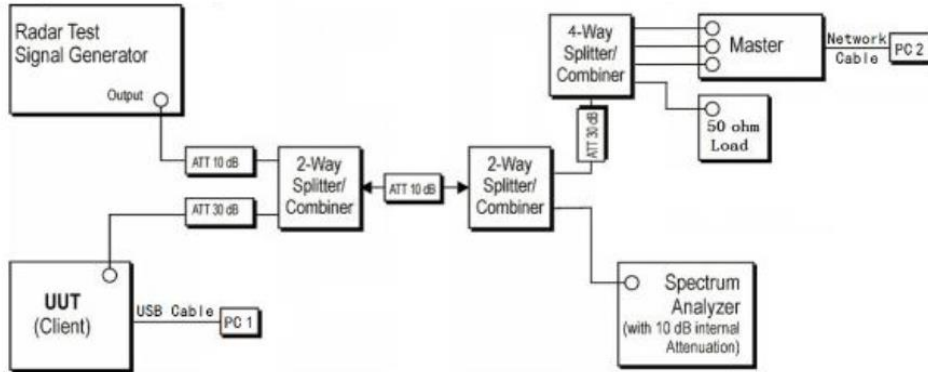 Radar Test
Signal Generator
Output
ATT 10 dB
ATT 30 dB
2-Way
Splitter/
Combiner
ATT 10 dB
2-Way
Splitter/
Combiner
4-Way
Splitter/
Combiner
ATT 30 dB
Master
Network
Cable
PC 2
50 ohm
Load
UUT
(Client)
USB Cable
PC 1
Spectrum
Analyzer
(with 10 dB internal
Attenuation)